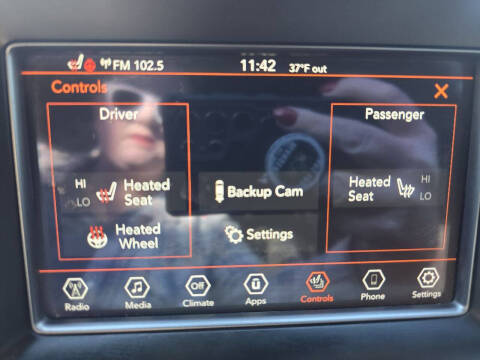 FM 102.5 11:42 37°F out
Controls
Driver Passenger
HI Heated Seat LO
Backup Cam
Heated Seat HI LO
Heated Wheel
Settings
Off
Radio Media Climate Apps Controls Phone Settings